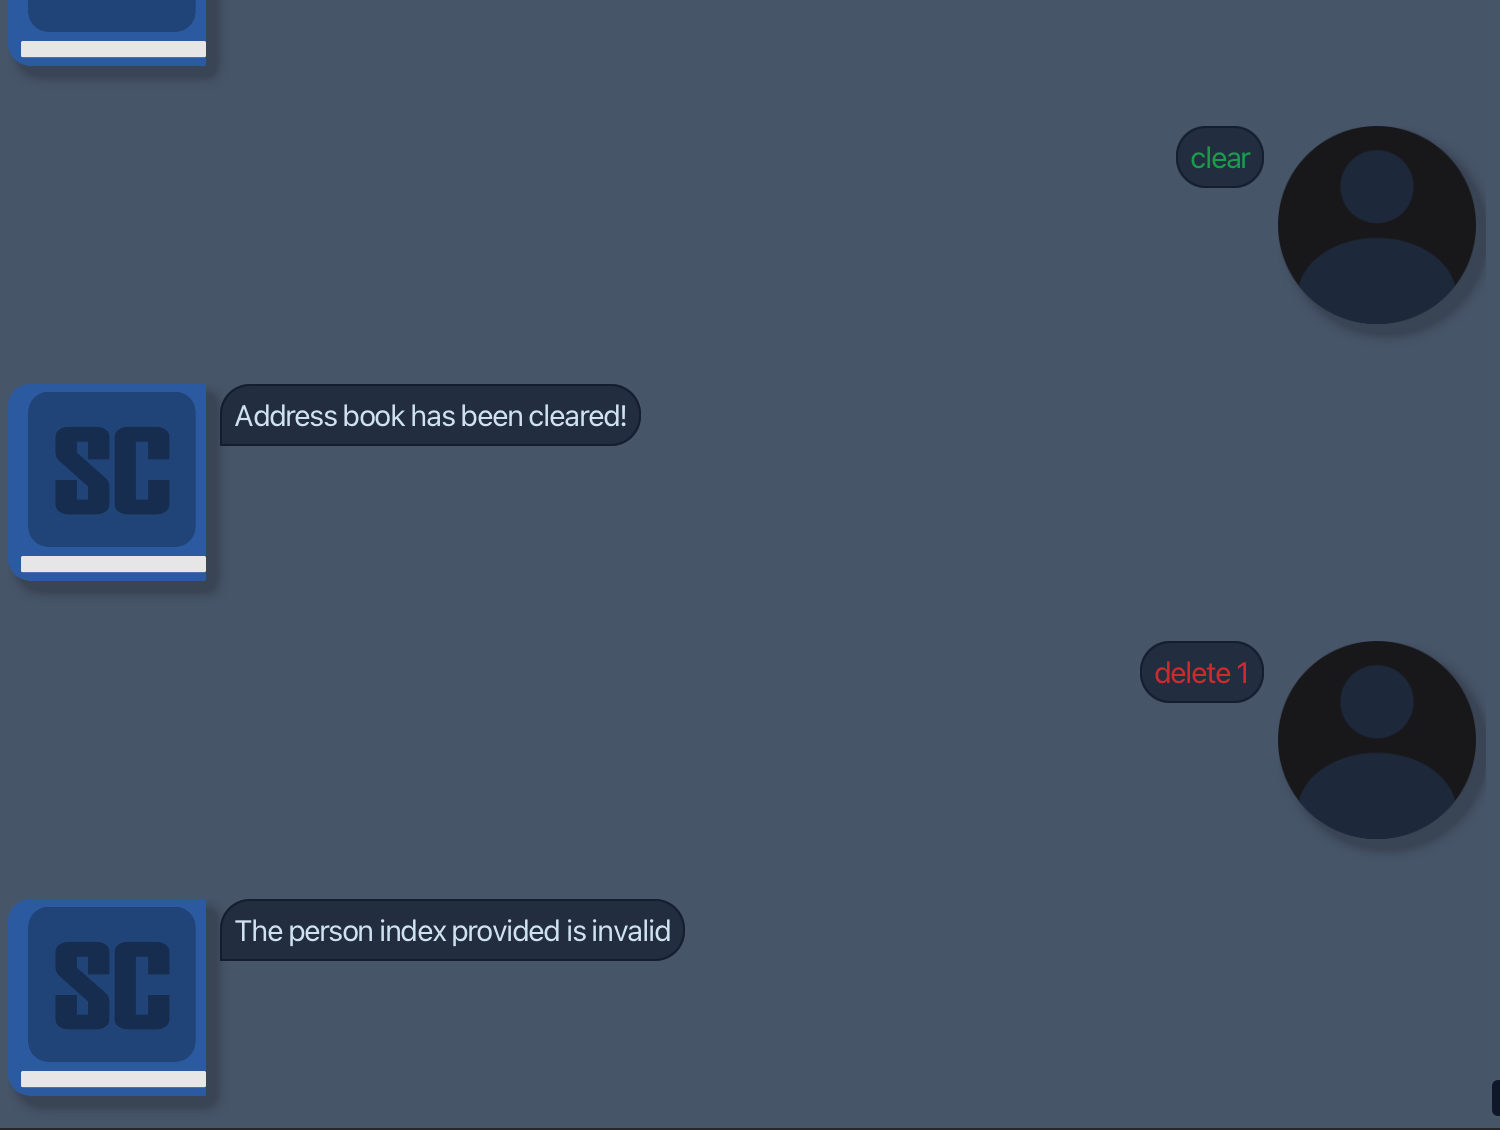 clear
SC
Address book has been cleared!
delete 1
SC
The person index provided is invalid